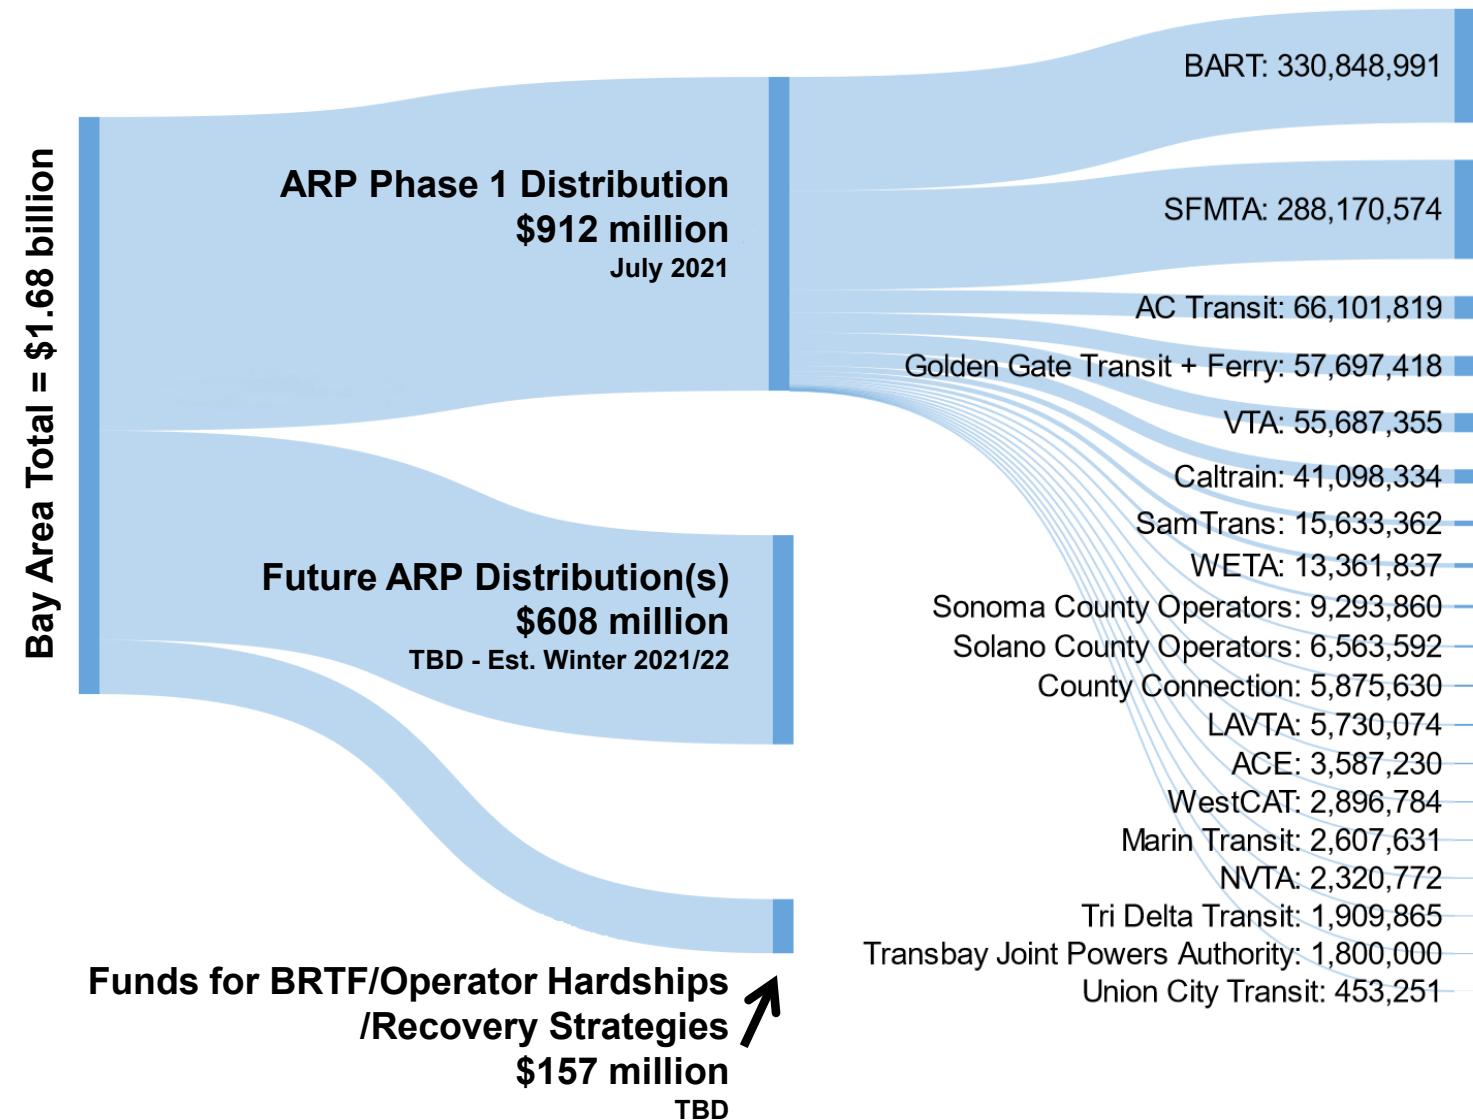 Bay Area Total = $1.68 billion
ARP Phase 1 Distribution
$912 million
July 2021
Future ARP Distribution(s)
$608 million
TBD - Est. Winter 2021/22
Funds for BRTF/Operator Hardships
/Recovery Strategies
$157 million
TBD
BART: 330,848,991
SFMTA: 288,170,574
AC Transit: 66,101,819
Golden Gate Transit + Ferry: 57,697,418
VTA: 55,687,355
Caltrain: 41,098,334
SamTrans: 15,633,362
WETA: 13,361,837
Sonoma County Operators: 9,293,860
Solano County Operators: 6,563,592
County Connection: 5,875,630
LAVTA: 5,730,074
ACE: 3,587,230
WestCAT: 2,896,784
Marin Transit: 2,607,631
NVTA: 2,320,772
Tri Delta Transit: 1,909,865
Transbay Joint Powers Authority: 1,800,000
Union City Transit: 453,251